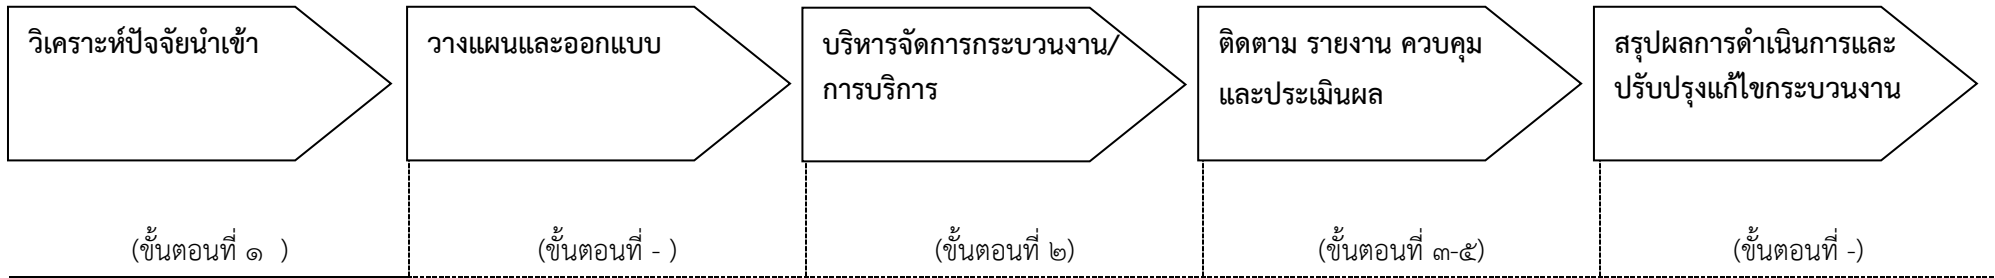 วิเคราะห์ปัจจัยนำเข้า
วางแผนและออกแบบ
บริหารจัดการกระบวนงาน/
การบริการ
ติดตาม รายงาน ควบคุม
และประเมินผล
สรุปผลการดำเนินการและ
ปรับปรุงแก้ไขกระบวนงาน
(ขั้นตอนที่ ๑ )
(ขั้นตอนที่ - )
(ขั้นตอนที่ ๒)
(ขั้นตอนที่ ๓-๕)
(ขั้นตอนที่ -)